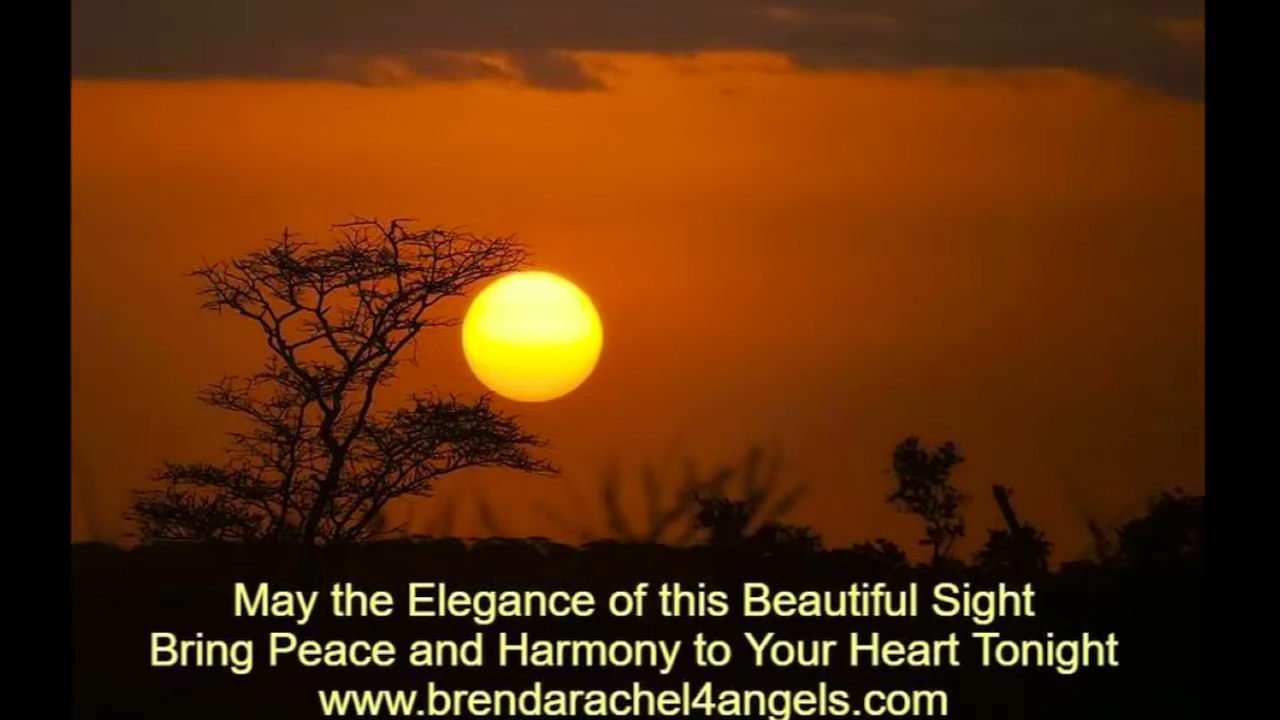 May the Elegance of this Beautiful Sight
Bring Peace and Harmony to Your Heart Tonight
www.brendarachel4angels.com